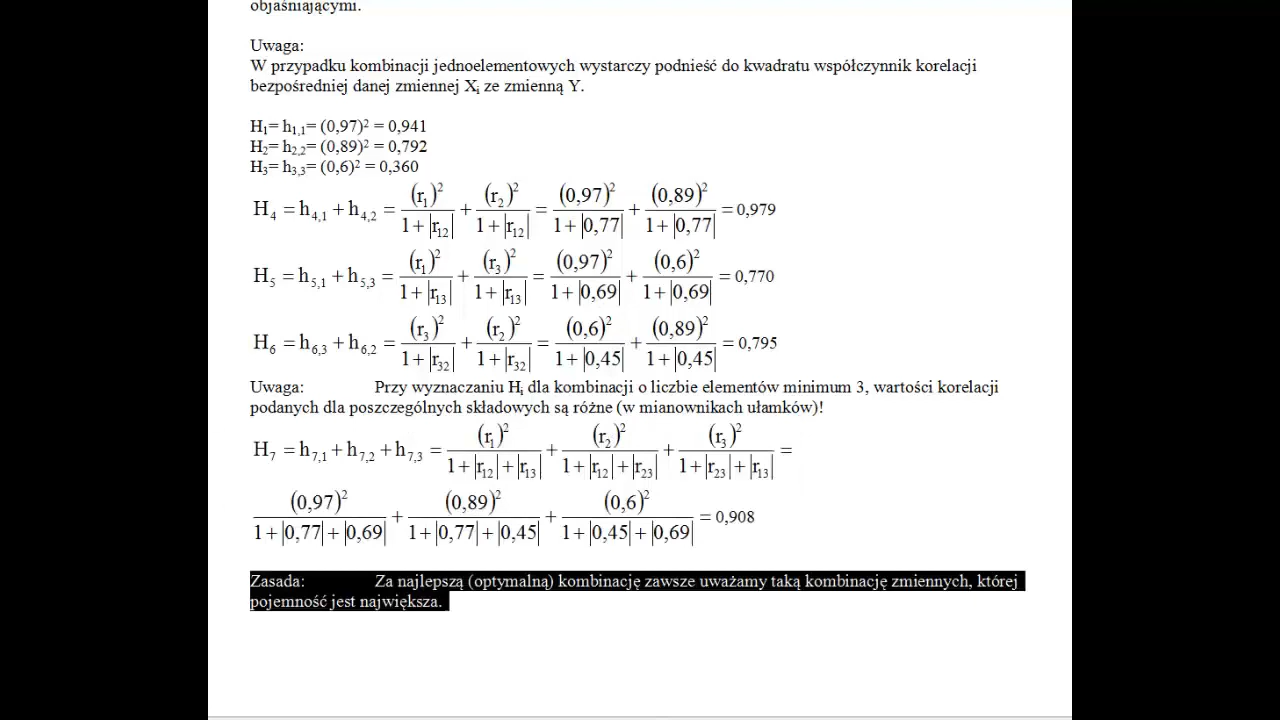 objaśniającymi.
Uwaga:
W przypadku kombinacji jednoelementowych wystarczy podnieść do kwadratu współczynnik korelacji
bezpośredniej danej zmiennej Xᵢ ze zmienną Y.
H₁= h₁,₁= (0,97)² = 0,941
H₂= h₂,₂= (0,89)² = 0,792
H₃= h₃,₃= (0,6)² = 0,360
H₄ = h₄,₁ + h₄,₂ = (r₁)² / (1+|r₁₂|) + (r₂)² / (1+|r₁₂|) = (0,97)² / (1+|0,77|) + (0,89)² / (1+|0,77|) = 0,979
H₅ = h₅,₁ + h₅,₃ = (r₁)² / (1+|r₁₃|) + (r₃)² / (1+|r₁₃|) = (0,97)² / (1+|0,69|) + (0,6)² / (1+|0,69|) = 0,770
H₆ = h₆,₃ + h₆,₂ = (r₃)² / (1+|r₃₂|) + (r₂)² / (1+|r₃₂|) = (0,6)² / (1+|0,45|) + (0,89)² / (1+|0,45|) = 0,795
Uwaga: Przy wyznaczaniu Hᵢ dla kombinacji o liczbie elementów minimum 3, wartości korelacji
podanych dla poszczególnych składowych są różne (w mianownikach ułamków)!
H₇ = h₇,₁ + h₇,₂ + h₇,₃ = (r₁)² / (1+|r₁₂|+|r₁₃|) + (r₂)² / (1+|r₁₂|+|r₂₃|) + (r₃)² / (1+|r₂₃|+|r₁₃|) =
(0,97)² / (1+|0,77|+|0,69|) + (0,89)² / (1+|0,77|+|0,45|) + (0,6)² / (1+|0,45|+|0,69|) = 0,908
Zasada: Za najlepszą (optymalną) kombinację zawsze uważamy taką kombinację zmiennych, której
pojemność jest największa.